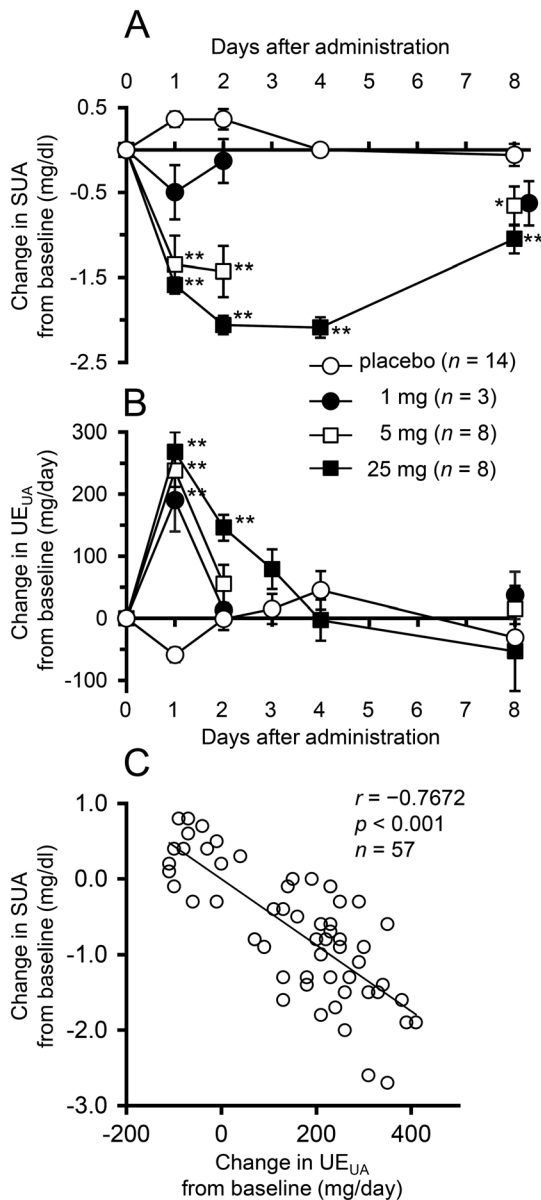 A
Days after administration
0 1 2 4 6 8
0.5
-0.5
-1.5
-2.5
Change in SUA
from baseline (mg/dl)
**
**
**
**
**
*
**
placebo (n = 14)
1 mg (n = 3)
5 mg (n = 8)
25 mg (n = 8)
B
300
200
100
0
-100
Change in UEUA
from baseline (mg/day)
**
**
**
**
0 1 2 3 4 5 6 7 8
Days after administration
C
r = −0.7672
p < 0.001
n = 57
1.0
0.0
-1.0
-2.0
-3.0
Change in SUA
from baseline (mg/dl)
-200 0 200 400
Change in UEUA
from baseline (mg/day)